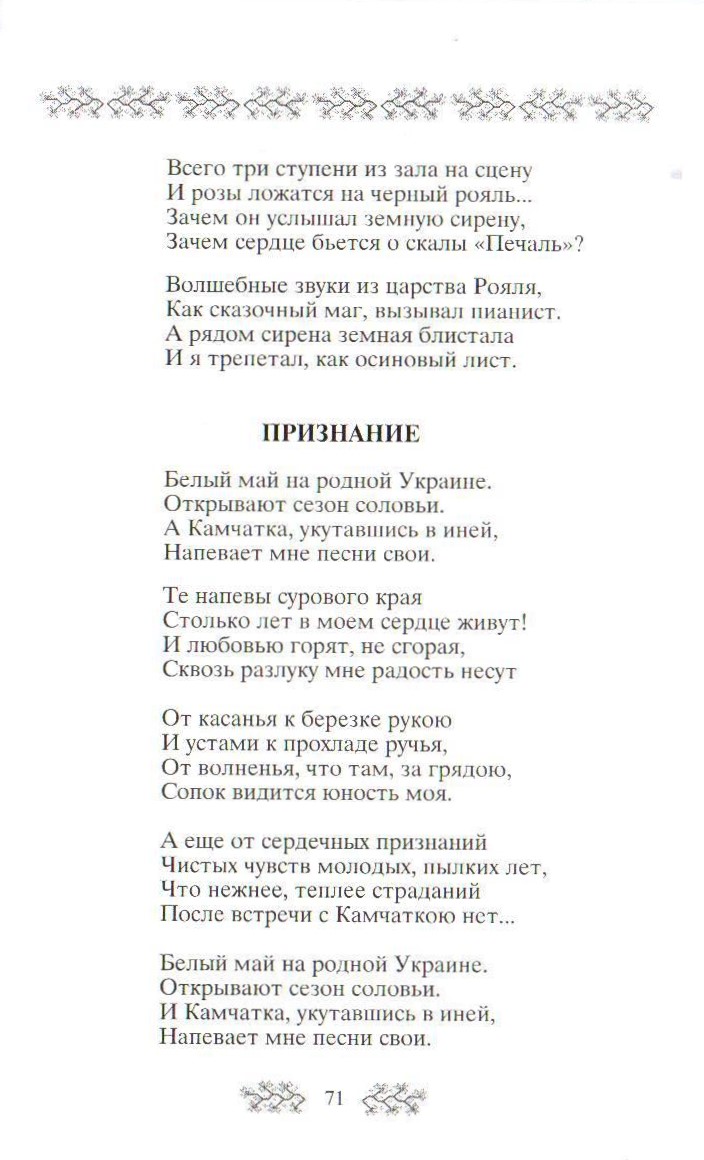 Всего три ступени из зала на сцену
И розы ложатся на черный рояль...
Зачем он услышал земную сирену,
Зачем сердце бьется о скалы «Печаль»?
Волшебные звуки из царства Рояля,
Как сказочный маг, вызывал пианист.
А рядом сирена земная блистала
И я трепетал, как осиновый лист.
ПРИЗНАНИЕ
Белый май на родной Украине.
Открывают сезон соловьи.
А Камчатка, укутавшись в иней,
Напевает мне песни свои.
Те напевы сурового края
Столько лет в моем сердце живут!
И любовью горят, не сгорая,
Сквозь разлуку мне радость несут
От касанья к березке рукою
И устами к прохладе ручья,
От волненья, что там, за грядою,
Сопок видится юность моя.
А еще от сердечных признаний
Чистых чувств молодых, пылких лет,
Что нежнее, теплее страданий
После встречи с Камчаткою нет...
Белый май на родной Украине.
Открывают сезон соловьи.
И Камчатка, укутавшись в иней,
Напевает мне песни свои.
71